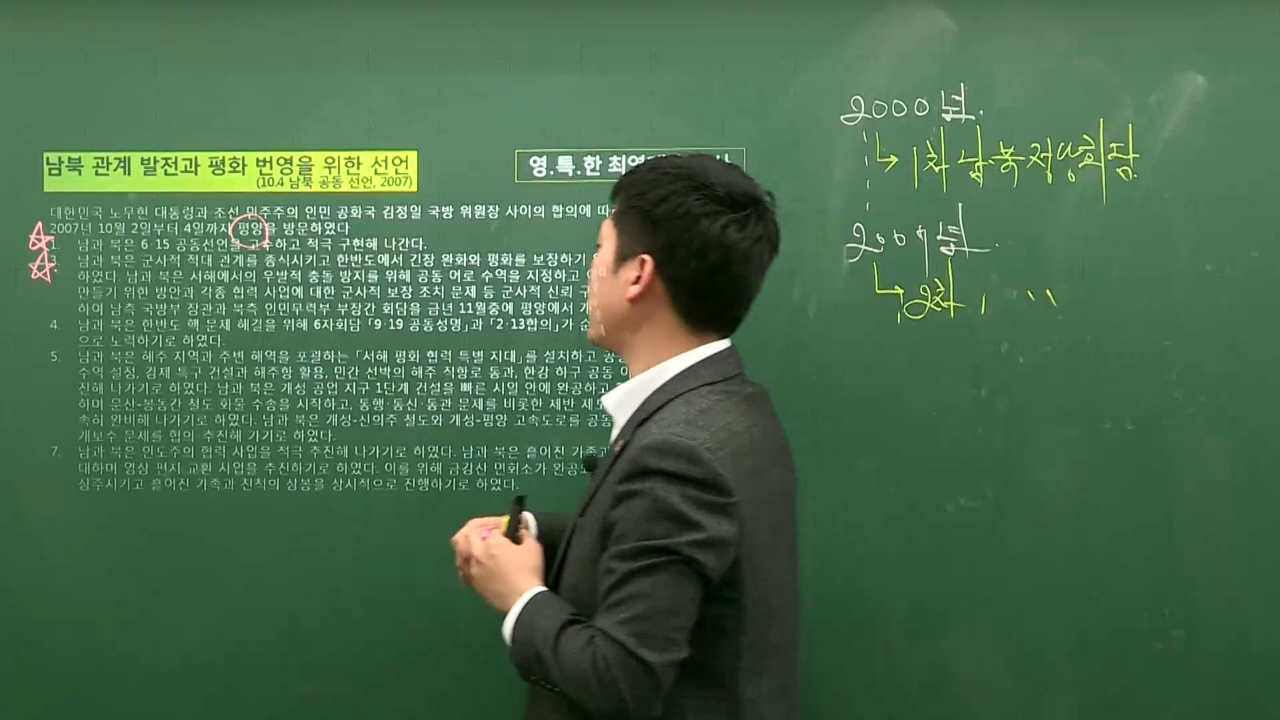 남북 관계 발전과 평화 번영을 위한 선언
(10.4 남북 공동 선언, 2007)
영.특.한 최영
대한민국 노무현 대통령과 조선 민주주의 인민 공화국 김정일 국방 위원장 사이의 합의에 따
2007년 10월 2일부터 4일까지 평양을 방문하였다
1. 남과 북은 6·15 공동선언을 고수하고 적극 구현해 나간다.
남과 북은 군사적 적대 관계를 종식시키고 한반도에서 긴장 완화와 평화를 보장하기
하였다. 남과 북은 서해에서의 우발적 충돌 방지를 위해 공동 어로 수역을 지정하고
만들기 위한 방안과 각종 협력 사업에 대한 군사적 보장 조치 문제 등 군사적 신뢰 구
하여 남측 국방부 장관과 북측 인민무력부 부장간 회담을 금년 11월중에 평양에서 개
4. 남과 북은 한반도 핵 문제 해결을 위해 6자회담 「9·19 공동성명」과 「2·13합의」가 순
으로 노력하기로 하였다.
5. 남과 북은 해주 지역과 주변 해역을 포괄하는 「서해 평화 협력 특별 지대」를 설치하고 공동
수역 설정, 경제 특구 건설과 해주항 활용, 민간 선박의 해주 직항로 통과, 한강 하구 공동 이
진해 나가기로 하였다. 남과 북은 개성 공업 지구 1단계 건설을 빠른 시일 안에 완공하고
하며 문산-봉동간 철도 화물 수송을 시작하고, 통행·통신·통관 문제를 비롯한 제반 제도
속히 완비해 나가기로 하였다. 남과 북은 개성-신의주 철도와 개성-평양 고속도로를 공동
개보수 문제를 협의 추진해 가기로 하였다.
7. 남과 북은 인도주의 협력 사업을 적극 추진해 나가기로 하였다. 남과 북은 흩어진 가족과
대하며 영상 편지 교환 사업을 추진하기로 하였다. 이를 위해 금강산 면회소가 완공되
상주시키고 흩어진 가족과 친척의 상봉을 상시적으로 진행하기로 하였다.
2000년.
↳ 1차 남북정상회담
2007년.
↳ 2차 , 〃